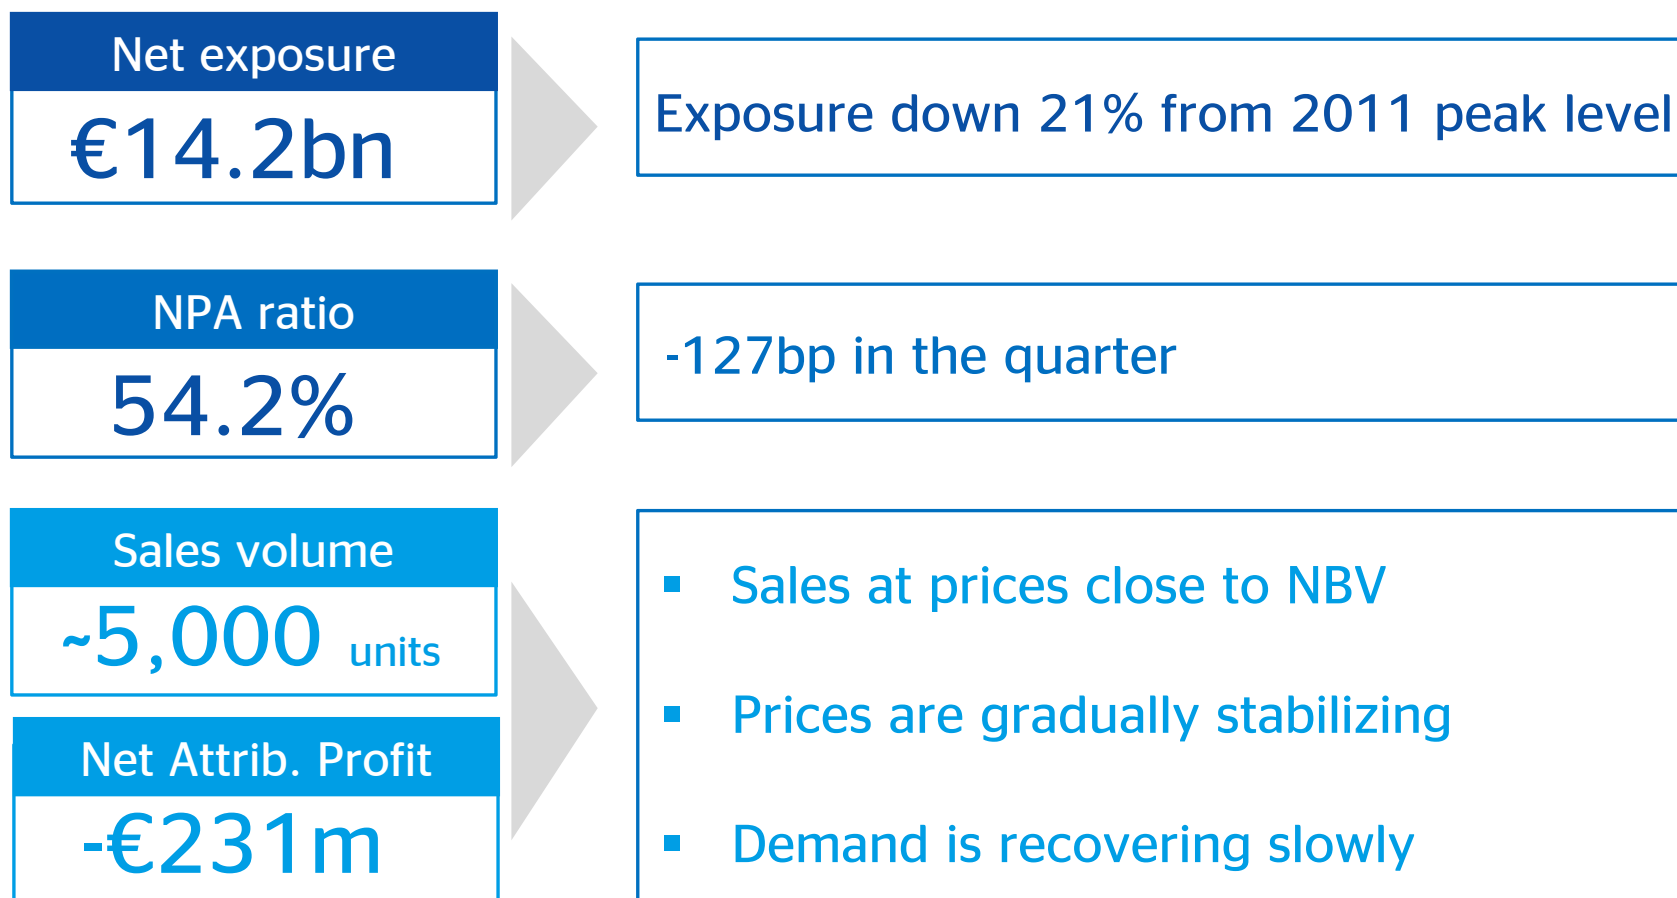 Net exposure
€14.2bn
Exposure down 21% from 2011 peak level
NPA ratio
54.2%
-127bp in the quarter
Sales volume
~5,000 units
Net Attrib. Profit
-€231m
▪ Sales at prices close to NBV
▪ Prices are gradually stabilizing
▪ Demand is recovering slowly